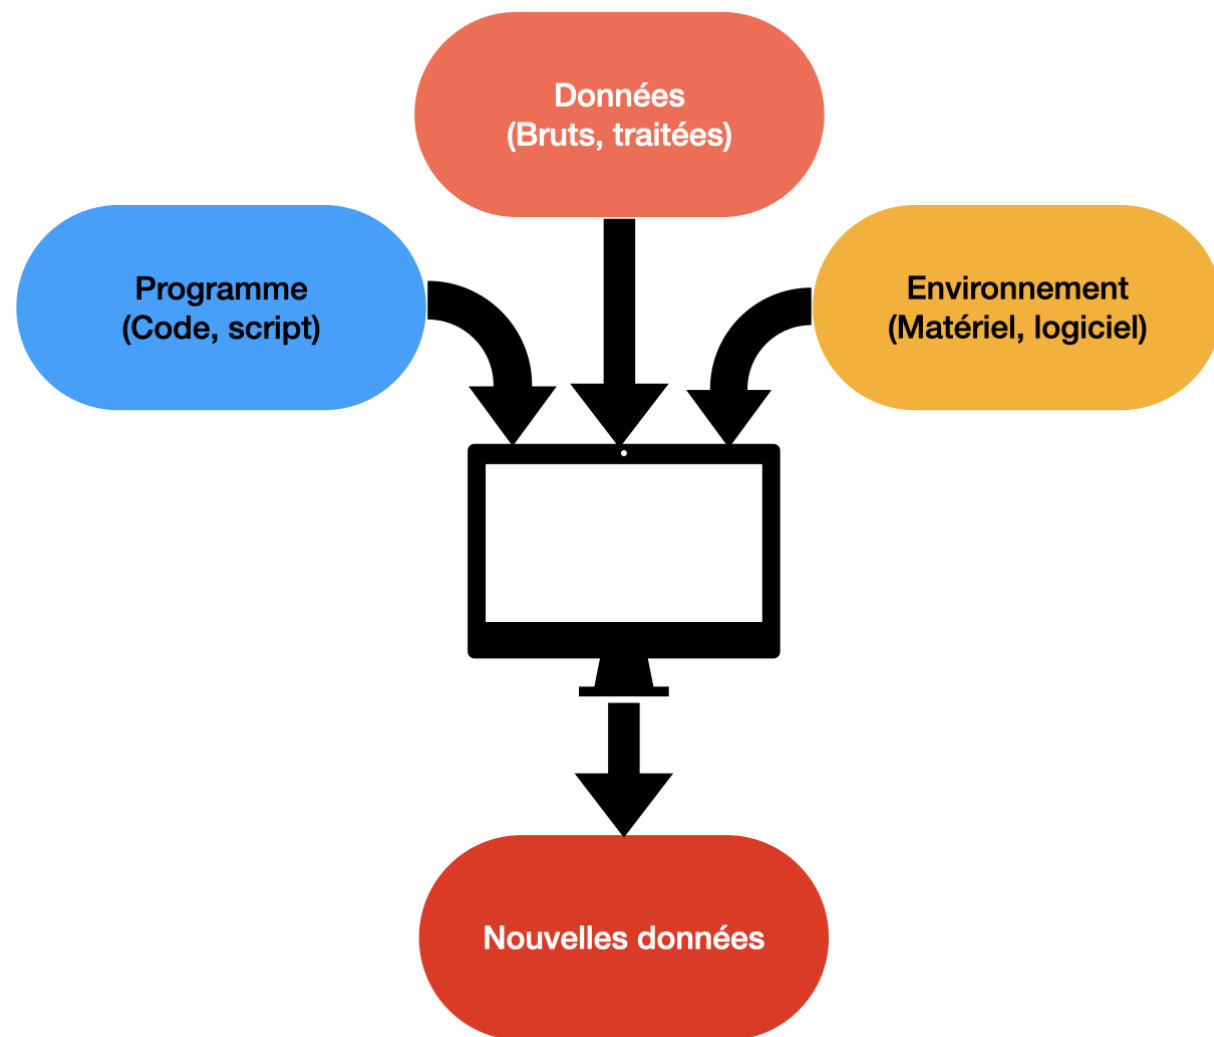 Données
(Bruts, traitées)
Programme
(Code, script)
Environnement
(Matériel, logiciel)
Nouvelles données